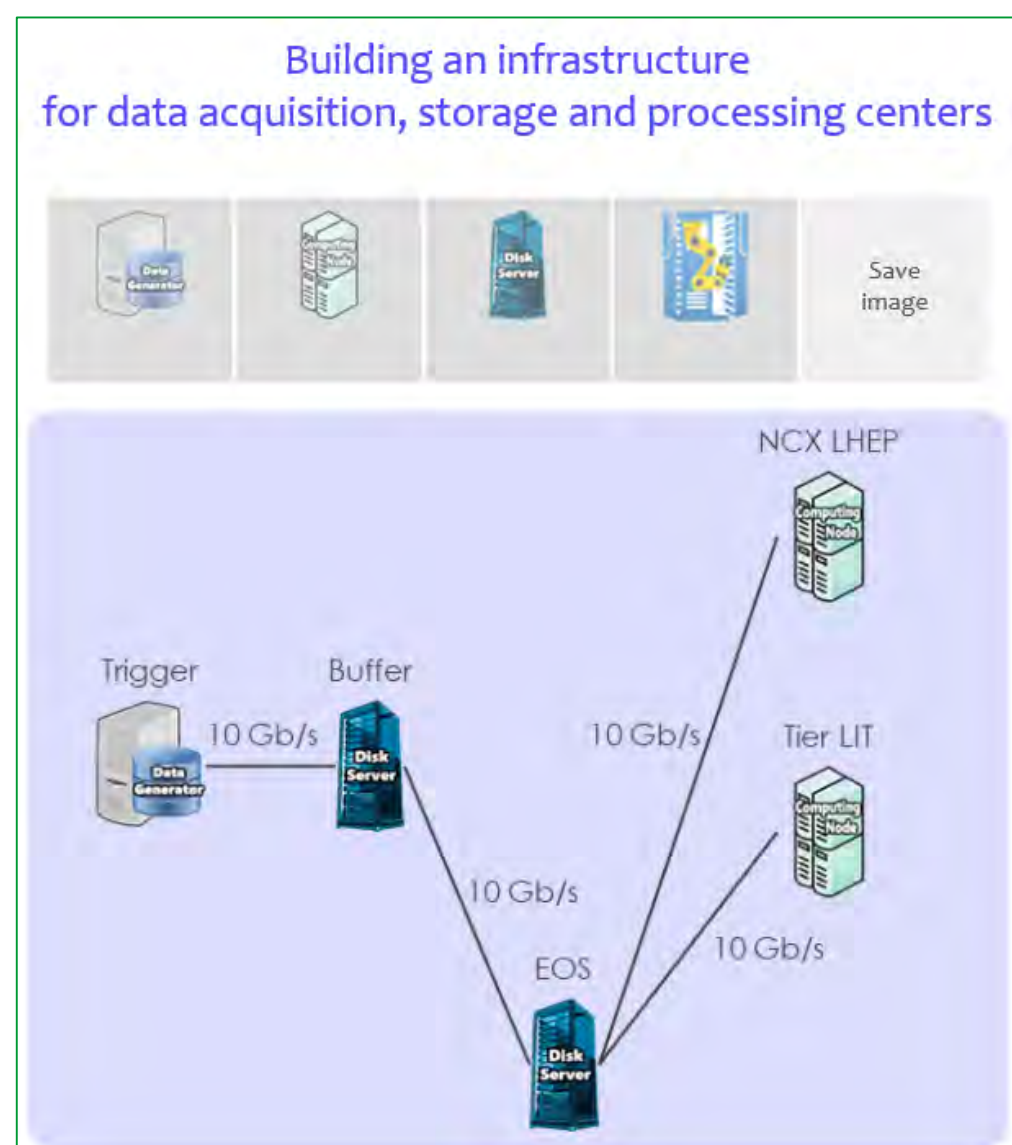 Building an infrastructure
for data acquisition, storage and processing centers
Data
Generator
Computing
Node
Disk
Server
Save
image
NCX LHEP
Computing
Node
Trigger
Buffer
10 Gb/s
Data
Generator
Disk
Server
10 Gb/s
Tier LIT
Computing
Node
10 Gb/s
10 Gb/s
EOS
Disk
Server